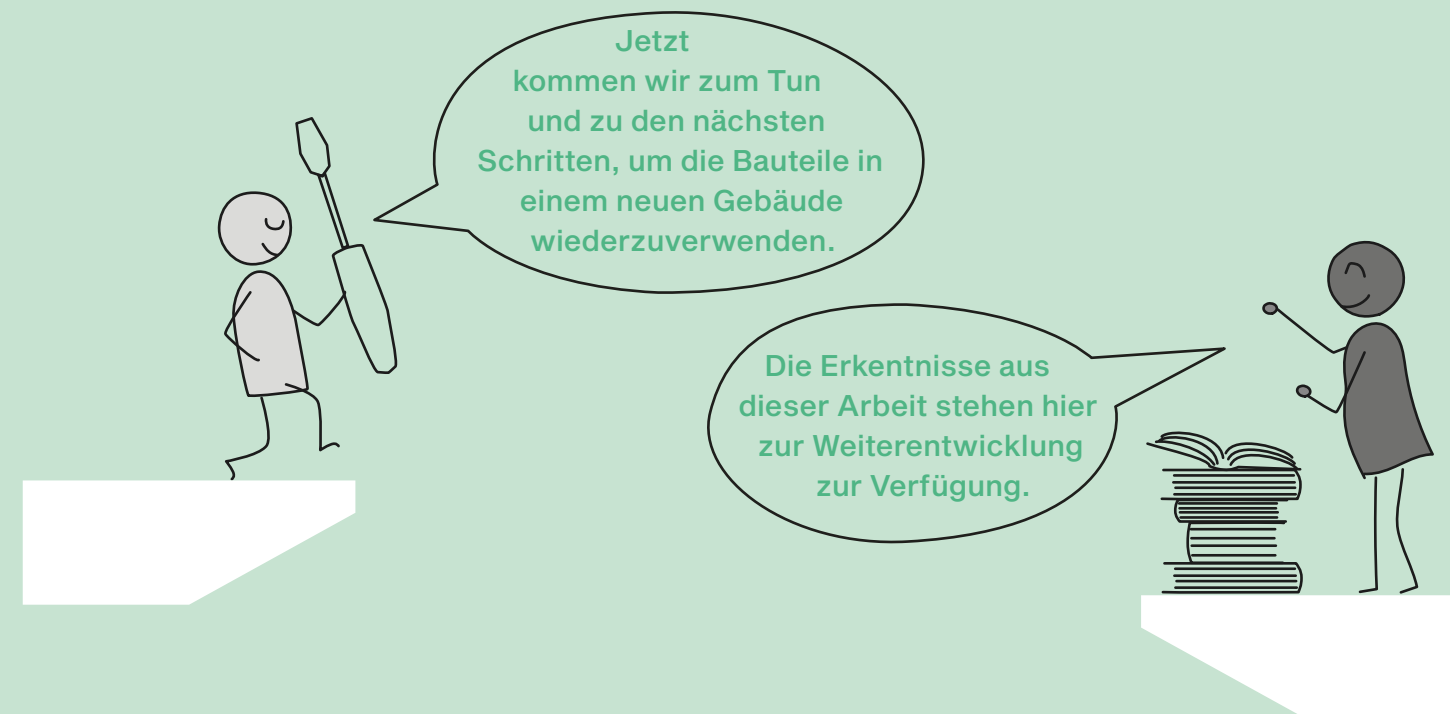 Jetzt
kommen wir zum Tun
und zu den nächsten
Schritten, um die Bauteile in
einem neuen Gebäude
wiederzuverwenden.
Die Erkentnisse aus
dieser Arbeit stehen hier
zur Weiterentwicklung
zur Verfügung.